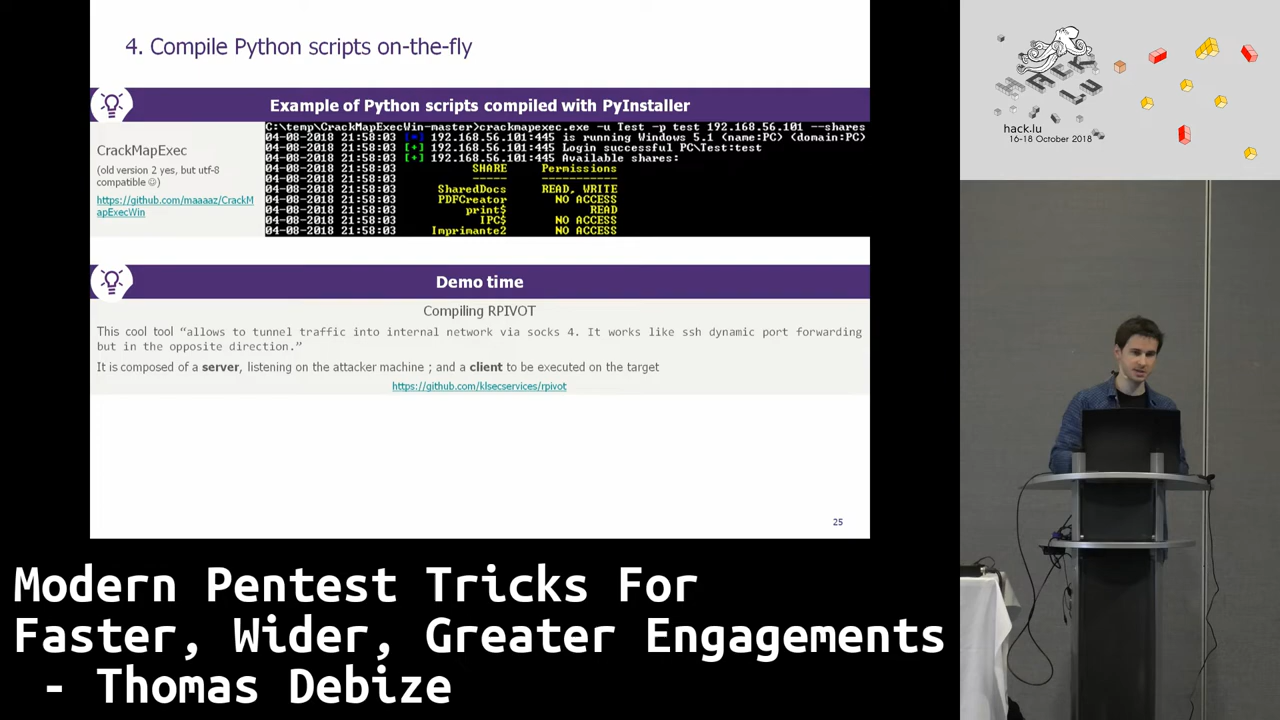 4. Compile Python scripts on-the-fly
Example of Python scripts compiled with PyInstaller
CrackMapExec
(old version 2 yes, but utf-8
compatible ☺)
https://github.com/maaaaz/CrackM
apExecWin
C:\temp\CrackMapExecWin-master>crackmapexec.exe -u Test -p test 192.168.56.101 --shares
04-08-2018 21:58:03 [*] 192.168.56.101:445 is running Windows 5.1 (name:PC) (domain:PC)
04-08-2018 21:58:03 [+] 192.168.56.101:445 Login successful PC\Test:test
04-08-2018 21:58:03 [+] 192.168.56.101:445 Available shares:
04-08-2018 21:58:03 SHARE Permissions
04-08-2018 21:58:03 ----- -----------
04-08-2018 21:58:03 SharedDocs READ, WRITE
04-08-2018 21:58:03 PDFCreator NO ACCESS
04-08-2018 21:58:03 print$ READ
04-08-2018 21:58:03 IPC$ NO ACCESS
04-08-2018 21:58:03 Imprimante2 NO ACCESS
Demo time
Compiling RPIVOT
This cool tool “allows to tunnel traffic into internal network via socks 4. It works like ssh dynamic port forwarding
but in the opposite direction.”
It is composed of a server, listening on the attacker machine ; and a client to be executed on the target
https://github.com/klsecservices/rpivot
25
HACK
LU
hack.lu
16-18 October 2018
Modern Pentest Tricks For
Faster, Wider, Greater Engagements
- Thomas Debize